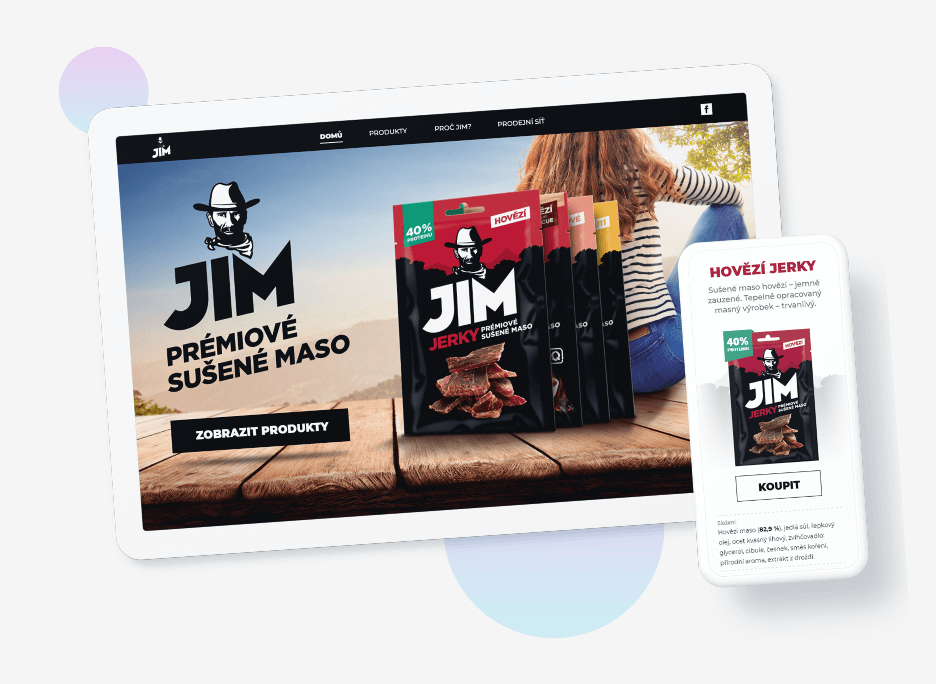 JIM
DOMŮ
PRODUKTY
PROČ JIM?
PRODEJNÍ SÍŤ
f
JIM
PRÉMIOVÉ
SUŠENÉ MASO
ZOBRAZIT PRODUKTY
40%
PROTEINU
HOVĚZÍ
JIM
JERKY PRÉMIOVÉ
SUŠENÉ MASO
HOVĚZÍ JERKY
Sušené maso hovězí – jemně
zauzené. Tepelně opracovaný
masný výrobek – trvanlivý.
40%
PROTEINU
HOVĚZÍ
JIM
JERKY PRÉMIOVÉ
SUŠENÉ MASO
KOUPIT
Složení:
Hovězí maso (82,9 %), jedlá sůl, řepkový
olej, ocet kvasný lihový, zvlhčovadlo:
glycerol, cibule, česnek, směs koření,
přírodní aroma, extrakt z droždí.